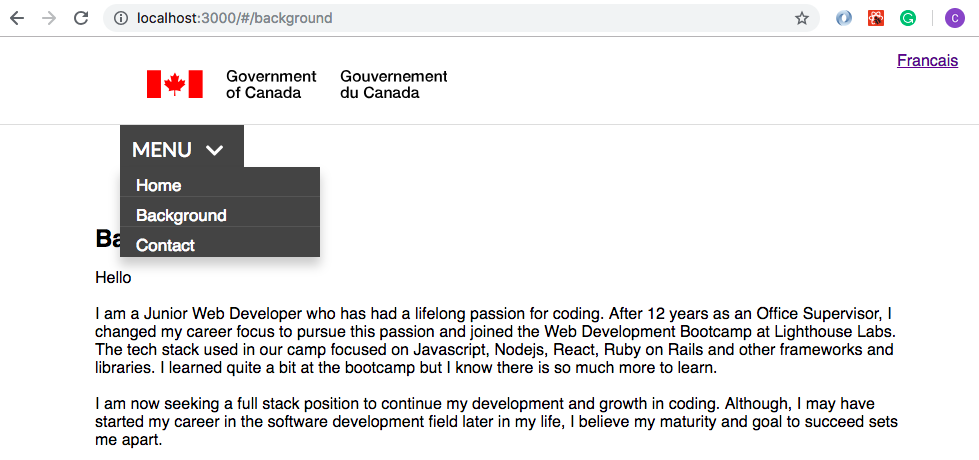 localhost:3000/#/background
C
Francais
Government Gouvernement
of Canada du Canada
MENU
Home
Background
Contact
Ba
Hello
I am a Junior Web Developer who has had a lifelong passion for coding. After 12 years as an Office Supervisor, I
changed my career focus to pursue this passion and joined the Web Development Bootcamp at Lighthouse Labs.
The tech stack used in our camp focused on Javascript, Nodejs, React, Ruby on Rails and other frameworks and
libraries. I learned quite a bit at the bootcamp but I know there is so much more to learn.
I am now seeking a full stack position to continue my development and growth in coding. Although, I may have
started my career in the software development field later in my life, I believe my maturity and goal to succeed sets
me apart.